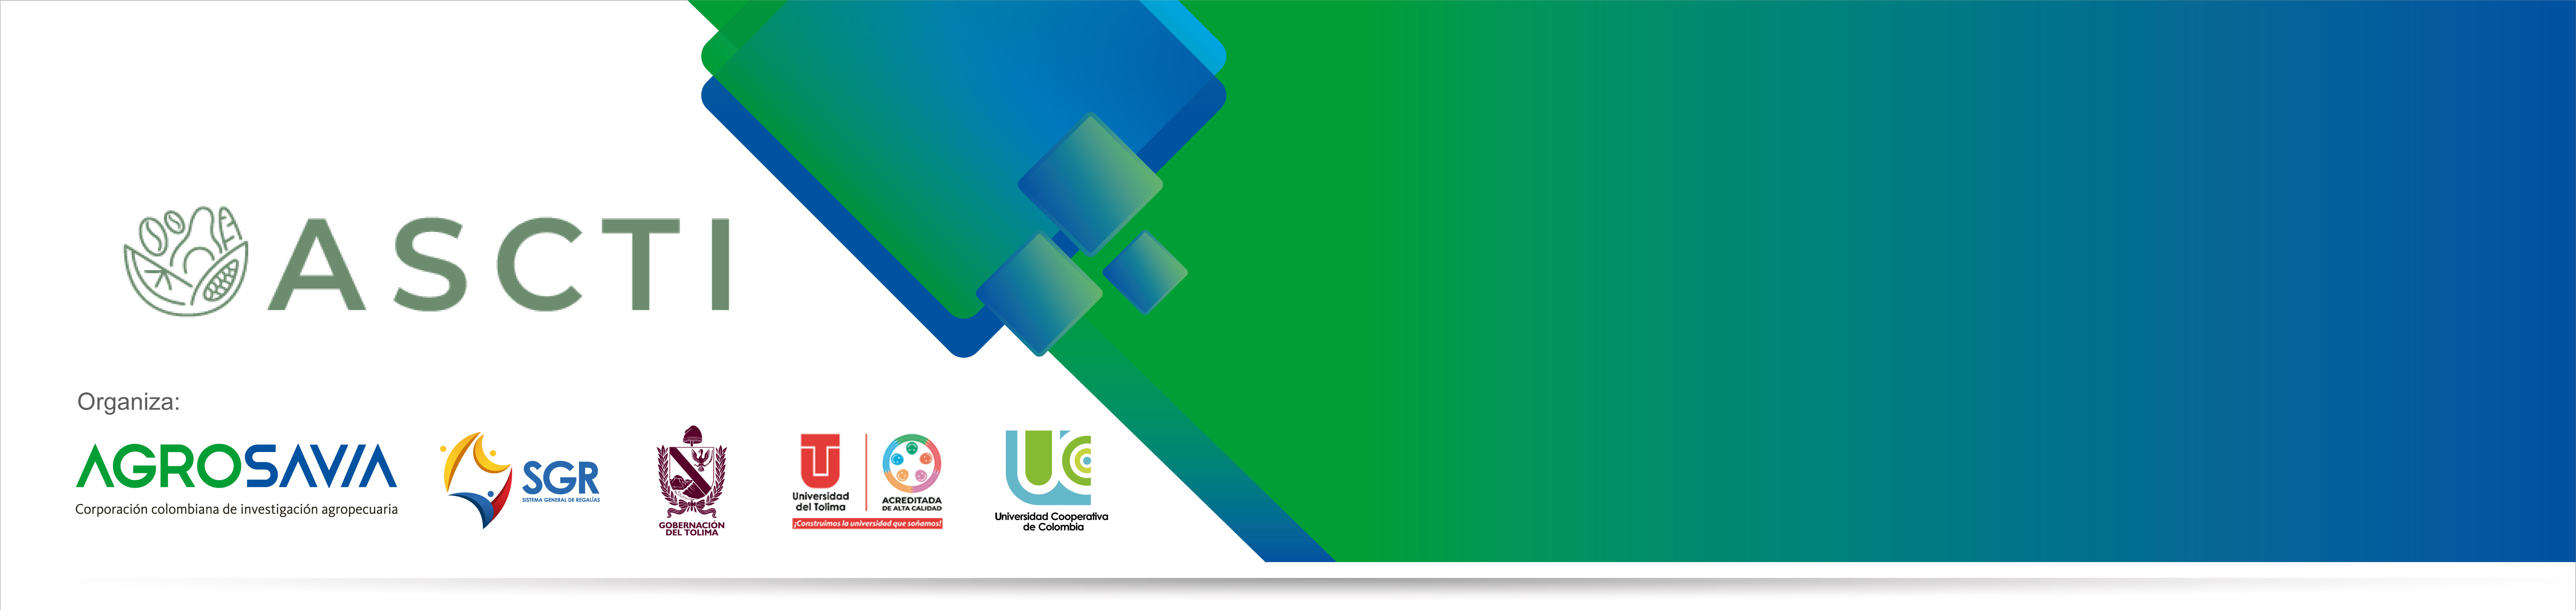 ASCTI
Organiza:
AGROSAVIA
Corporación colombiana de investigación agropecuaria
SGR
SISTEMA GENERAL DE REGALÍAS
GOBERNACIÓN
DEL TOLIMA
Universidad
del Tolima
ACREDITADA
DE ALTA CALIDAD
¡Construimos la universidad que soñamos!
UC
Universidad Cooperativa
de Colombia